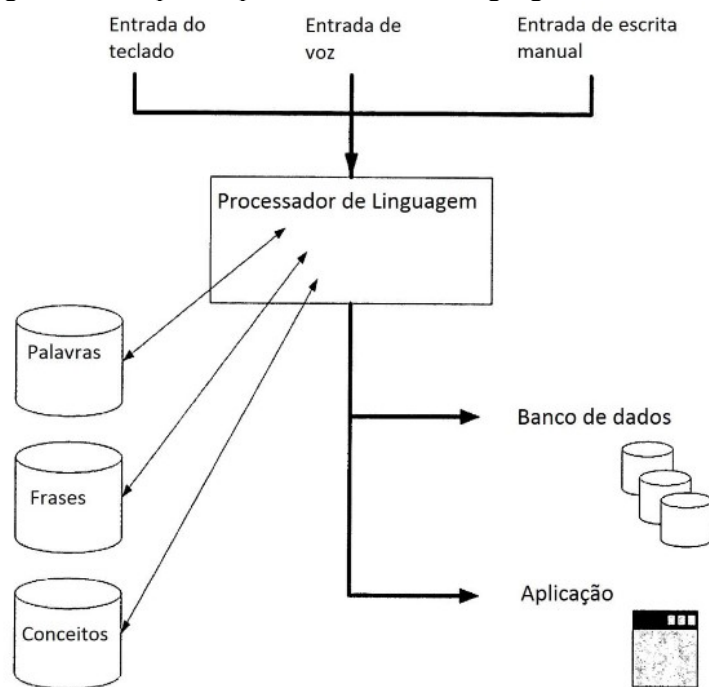 Entrada do
teclado
Entrada de
voz
Entrada de escrita
manual
Processador de Linguagem
Palavras
Frases
Conceitos
Banco de dados
Aplicação